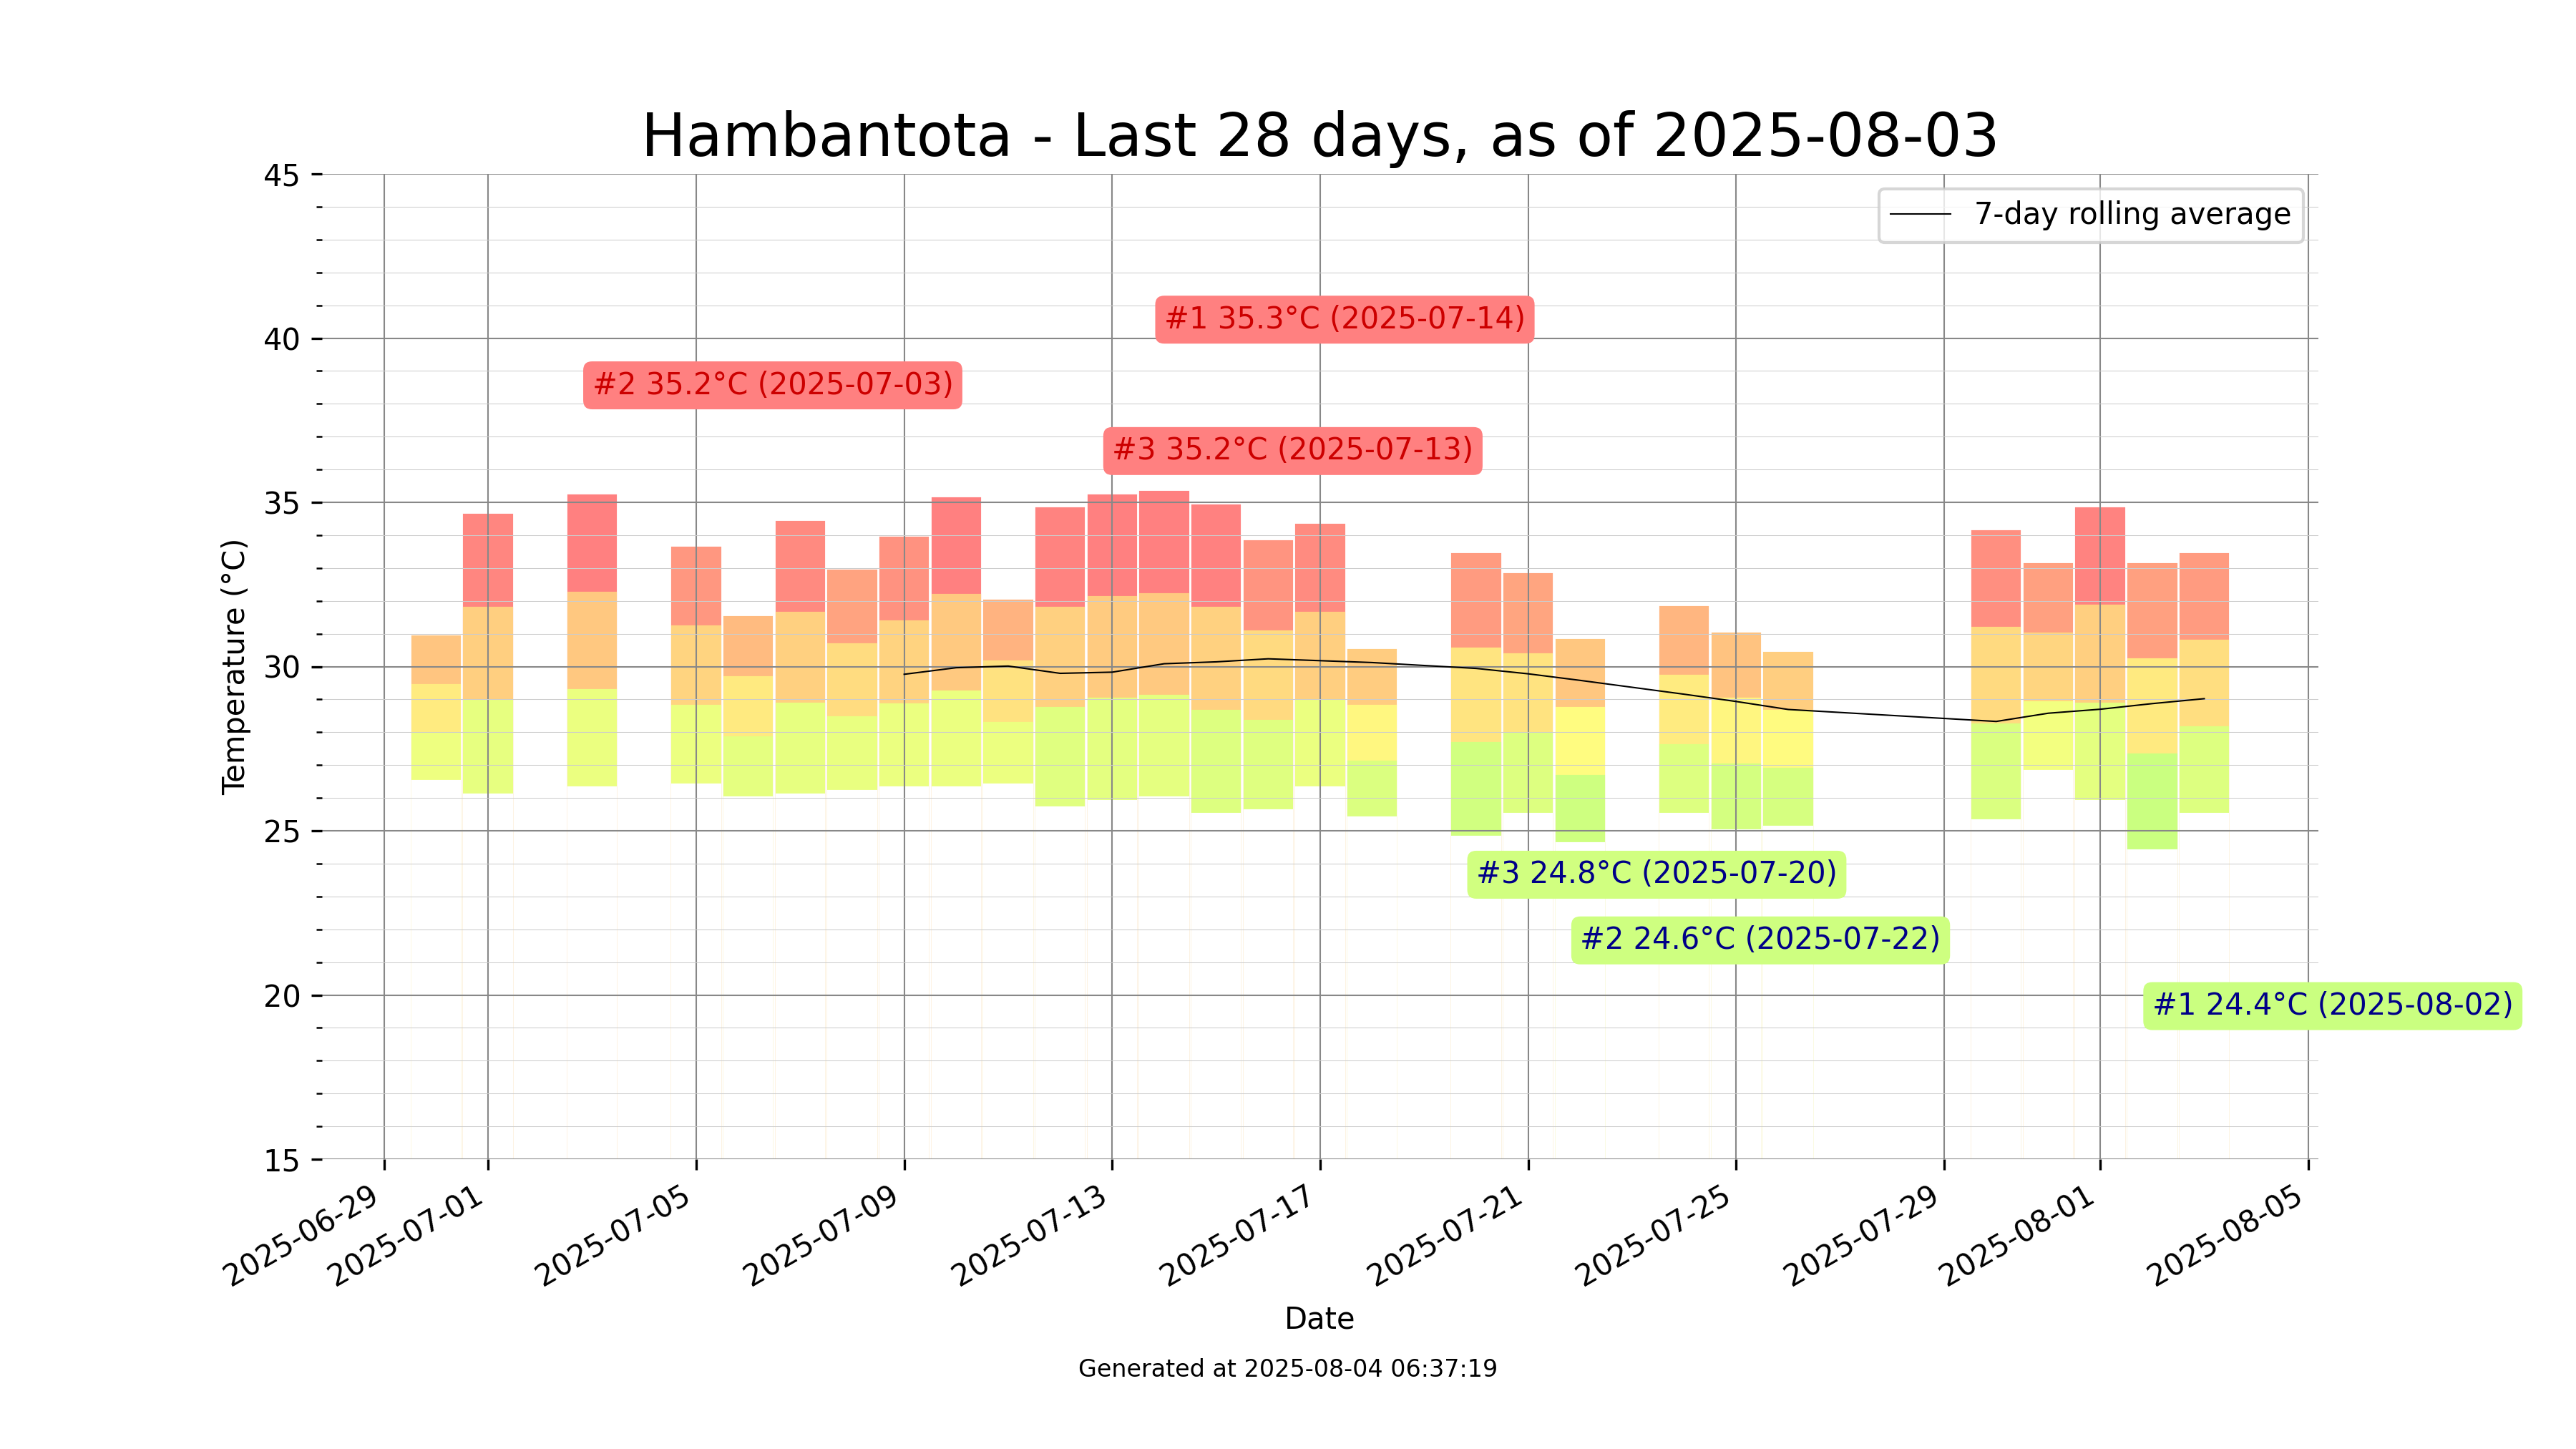 Hambantota - Last 28 days, as of 2025-08-03
45
7-day rolling average
#1 35.3°C (2025-07-14)
40
#2 35.2°C (2025-07-03)
#3 35.2°C (2025-07-13)
35
Temperature (°C)
30
25
#3 24.8°C (2025-07-20)
#2 24.6°C (2025-07-22)
20
#1 24.4°C (2025-08-02)
15
2025-06-29
2025-07-01
2025-07-05
2025-07-09
2025-07-13
2025-07-17
2025-07-21
2025-07-25
2025-07-29
2025-08-01
2025-08-05
Date
Generated at 2025-08-04 06:37:19